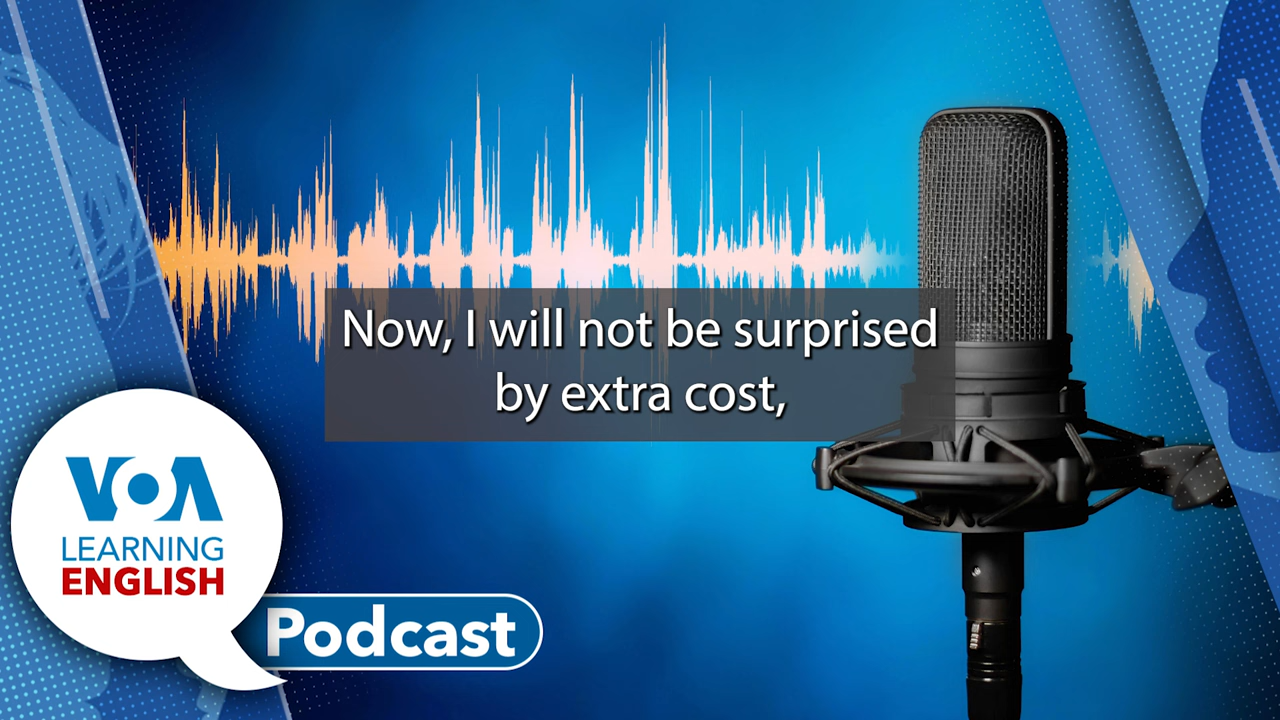 Now, I will not be surprised
by extra cost,
VOA
LEARNING
ENGLISH
Podcast